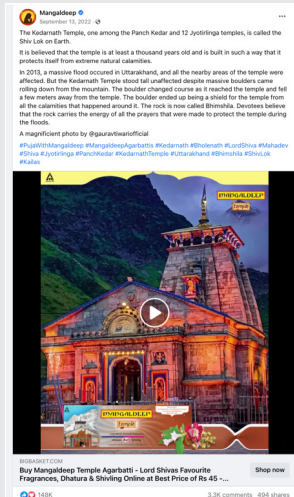 Mangaldeep
September 13, 2022 ·
The Kedarnath Temple, one among the Panch Kedar and 12 Jyotirlinga temples, is called the
Shiv Lok on Earth.
It is believed that the temple is at least a thousand years old and is built in such a way that it
protects itself from extreme natural calamities.
In 2013, a massive flood occured in Uttarakhand, and all the nearby areas of the temple were
affected. But the Kedarnath Temple stood tall unaffected despite massive boulders came
rolling down from the mountain. The boulder changed course as it reached the temple and fell
a few meters away from the temple. The boulder ended up being a shield for the temple from
all the calamities that happened around it. The rock is now called Bhimshila. Devotees believe
that the rock carries the energy of all the prayers that were made to protect the temple during
the floods.
A magnificient photo by @gauravtiwariofficial
#PujaWithMangaldeep #MangaldeepAgarbattis #Kedarnath #Bholenath #LordShiva #Mahadev
#Shiva #Jyotirlinga #PanchKedar #KedarnathTemple #Uttarakhand #Bhimshila #ShivLok
#Kailas
MANGALDEEP
Temple
MANGALDEEP
Temple
BIGBASKET.COM
Buy Mangaldeep Temple Agarbatti - Lord Shivas Favourite
Fragrances, Dhatura & Shivling Online at Best Price of Rs 45 -...
Shop now
148K
3.3K comments 494 shares